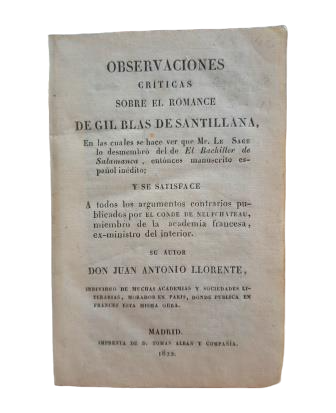 OBSERVACIONES
CRÍTICAS
SOBRE EL ROMANCE
DE GIL BLAS DE SANTILLANA,
En las cuales se hace ver que Mr. Le Sage
lo desmembró del de El Bachiller de
Salamanca, entónces manuscrito es-
pañol inédito;
Y SE SATISFACE
A todos los argumentos contrarios pu-
blicados por EL CONDE DE NEUFCHATEAU,
miembro de la academia francesa,
ex-ministro del interior.
SU AUTOR
DON JUAN ANTONIO LLORENTE,
INDIVIDUO DE MUCHAS ACADEMIAS Y SOCIEDADES LI-
TERARIAS, MORADOR EN PARIS, DONDE PUBLICA EN
FRANCES ESTA MISMA OBRA.
MADRID.
IMPRENTA DE D. TOMAS ALBAN Y COMPAÑÍA.
1822.